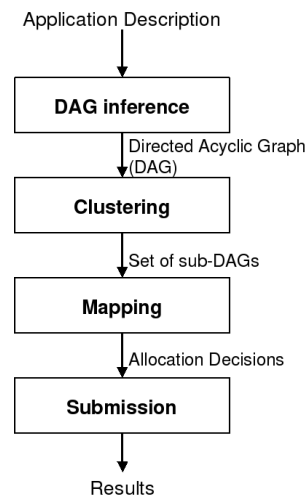 Application Description
DAG inference
Directed Acyclic Graph
(DAG)
Clustering
Set of sub-DAGs
Mapping
Allocation Decisions
Submission
Results